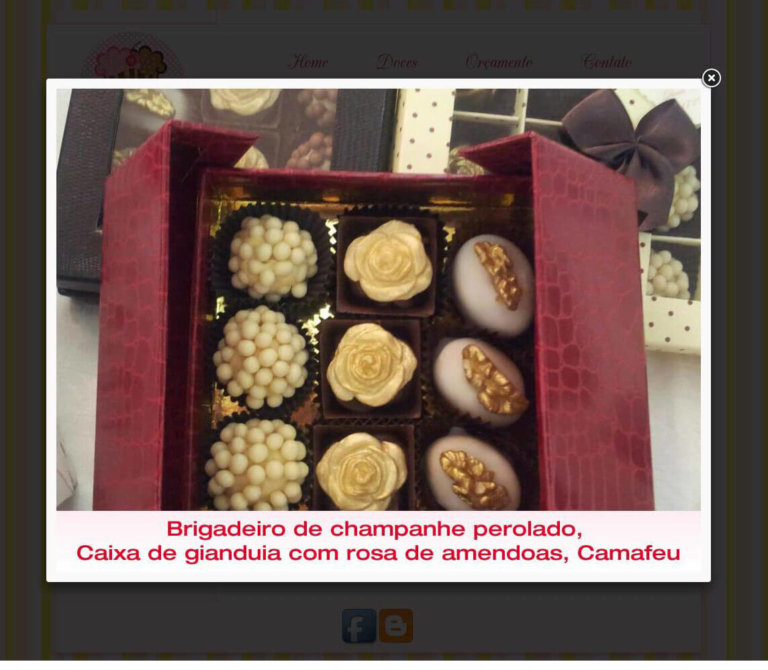 Home Doces Orçamento Contato
Brigadeiro de champanhe perolado,
Caixa de gianduia com rosa de amendoas, Camafeu